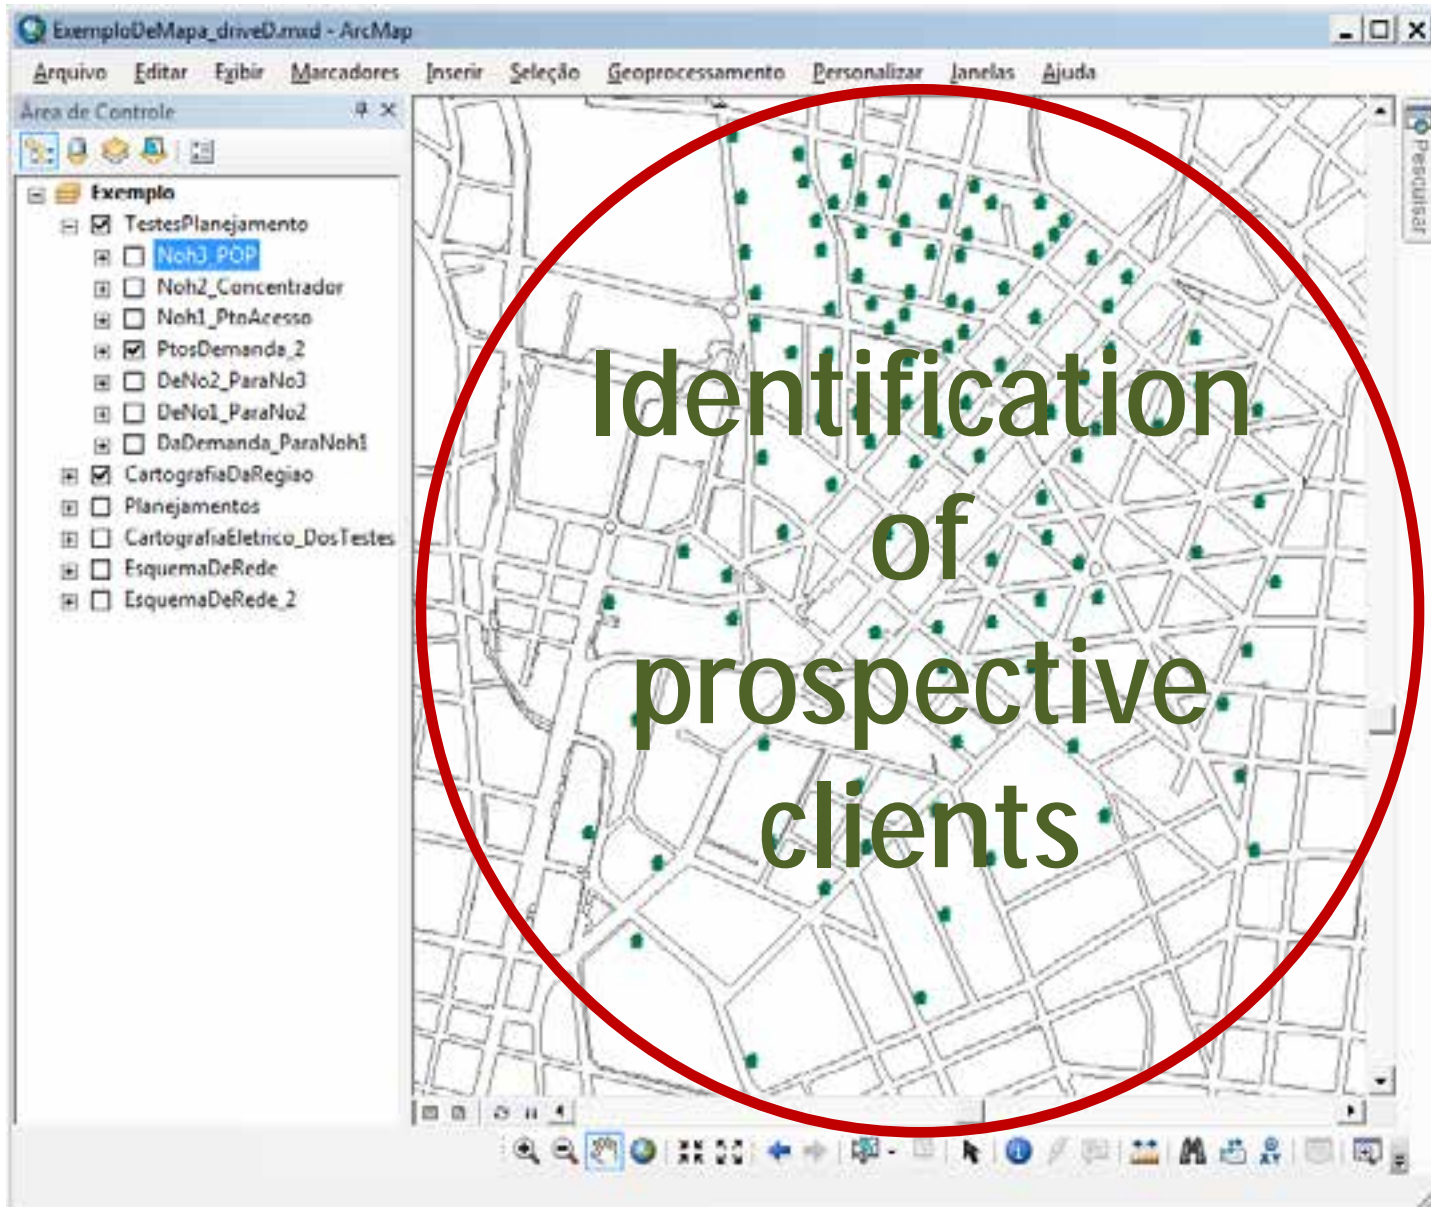 ExemploDeMapa_driveD.mxd - ArcMap
Arquivo Editar Exibir Marcadores Inserir Seleção Geoprocessamento Personalizar Janelas Ajuda
Área de Controle
Pesquisar
Exemplo
TestesPlanejamento
Noh3_POP
Noh2_Concentrador
Noh1_PtoAcesso
PtosDemanda_2
DeNo2_ParaNo3
DeNo1_ParaNo2
DaDemanda_ParaNoh1
CartografiaDaRegiao
Planejamentos
CartografiaEletrico_DosTestes
EsquemaDeRede
EsquemaDeRede_2
Identification
of
prospective
clients
XY